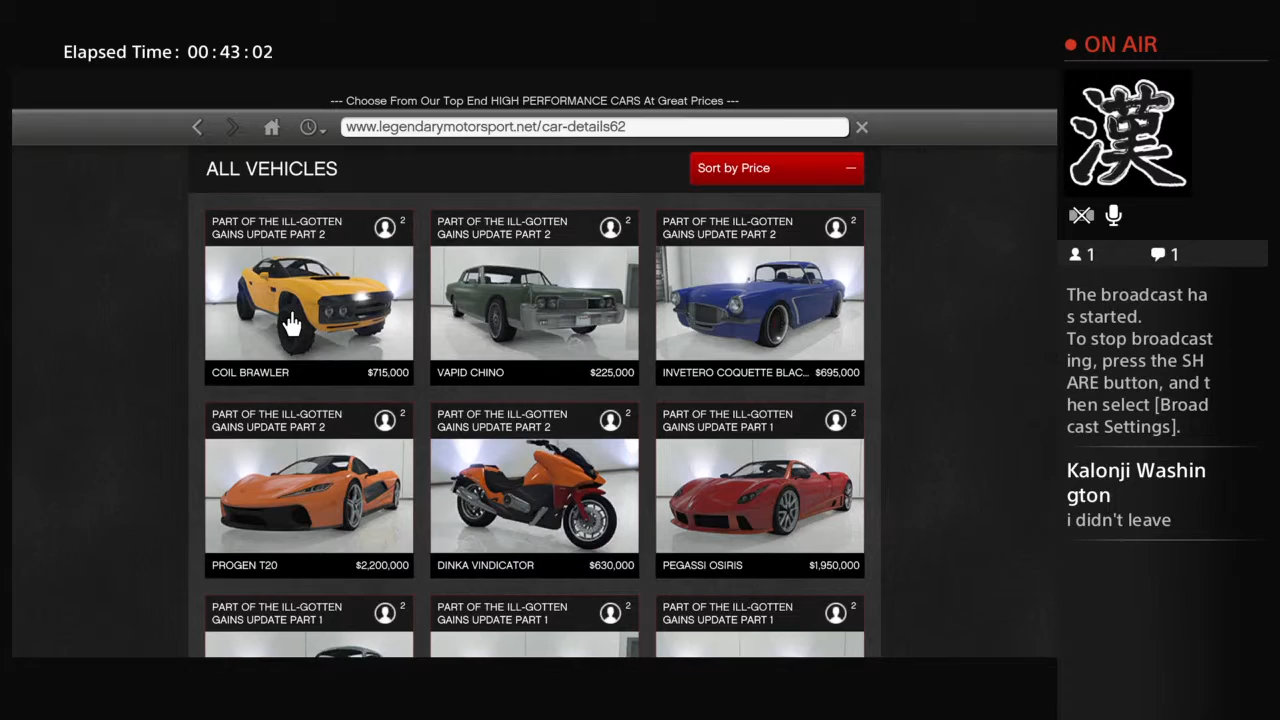 Elapsed Time: 00:43:02
ON AIR
--- Choose From Our Top End HIGH PERFORMANCE CARS At Great Prices ---
www.legendarymotorsport.net/car-details62
漢
ALL VEHICLES
Sort by Price
1
1
PART OF THE ILL-GOTTEN
GAINS UPDATE PART 2
2
PART OF THE ILL-GOTTEN
GAINS UPDATE PART 2
2
PART OF THE ILL-GOTTEN
GAINS UPDATE PART 2
2
COIL BRAWLER $715,000
VAPID CHINO $225,000
INVETERO COQUETTE BLAC... $695,000
PART OF THE ILL-GOTTEN
GAINS UPDATE PART 2
2
PART OF THE ILL-GOTTEN
GAINS UPDATE PART 2
2
PART OF THE ILL-GOTTEN
GAINS UPDATE PART 1
2
PROGEN T20 $2,200,000
DINKA VINDICATOR $630,000
PEGASSI OSIRIS $1,950,000
PART OF THE ILL-GOTTEN
GAINS UPDATE PART 1
2
PART OF THE ILL-GOTTEN
GAINS UPDATE PART 1
2
PART OF THE ILL-GOTTEN
GAINS UPDATE PART 1
2
The broadcast ha
s started.
To stop broadcast
ing, press the SH
ARE button, and t
hen select [Broad
cast Settings].
Kalonji Washin
gton
i didn't leave